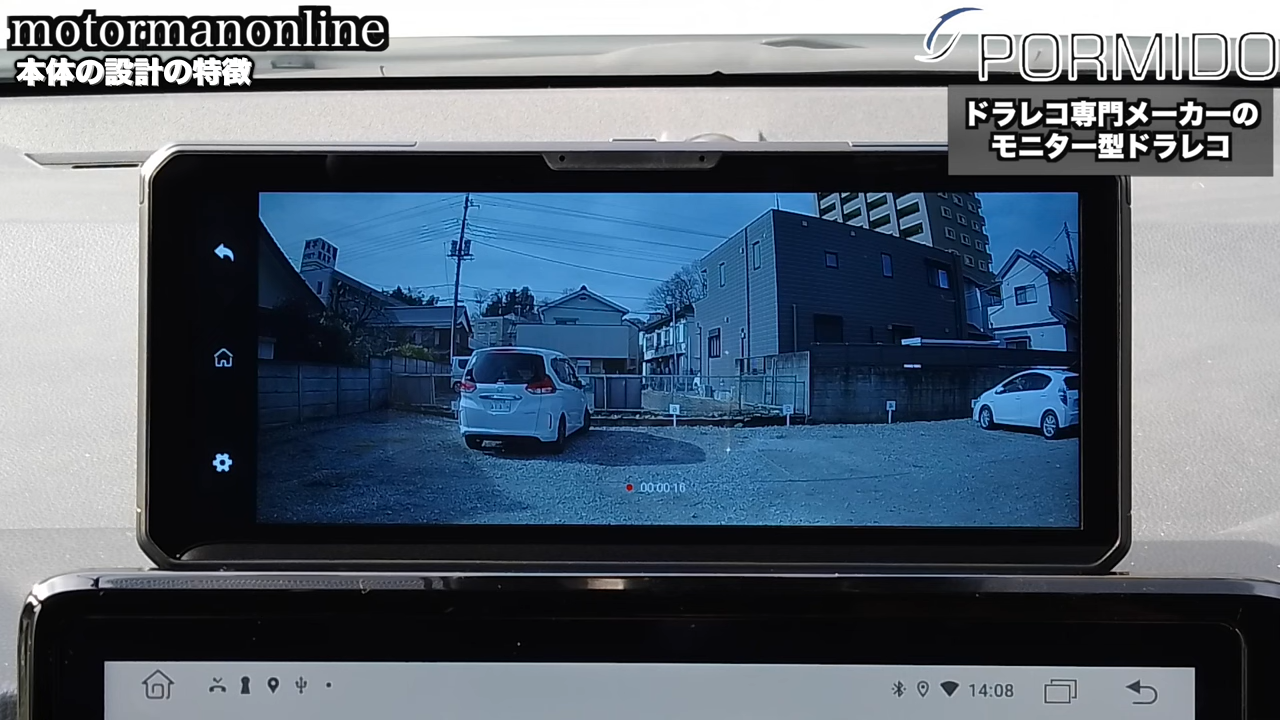 motormanonline
本体の設計の特徴
PORMIDO
ドラレコ専門メーカーの
モニター型ドラレコ
00:00:16
14:08